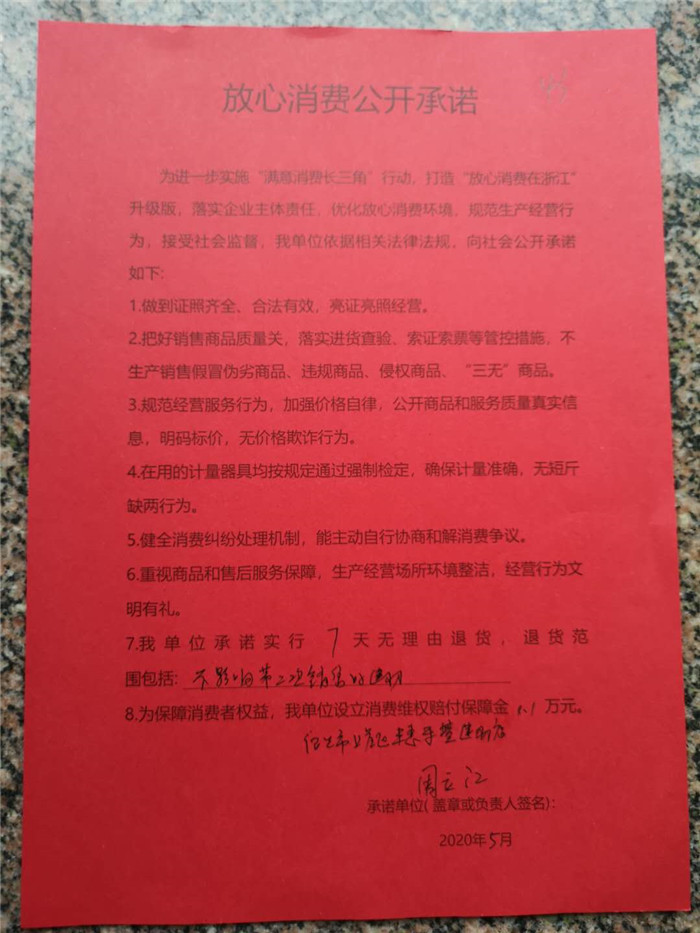 放心消费公开承诺
为进一步实施“满意消费长三角”行动，打造“放心消费在浙江”
升级版，落实企业主体责任，优化放心消费环境、规范生产经营行
为，接受社会监督，我单位依据相关法律法规，向社会公开承诺
如下:
1.做到证照齐全、合法有效，亮证亮照经营。
2.把好销售商品质量关，落实进货查验、索证索票等管控措施，不
生产销售假冒伪劣商品、违规商品、侵权商品、“三无”商品。
3.规范经营服务行为，加强价格自律，公开商品和服务质量真实信
息，明码标价，无价格欺诈行为。
4.在用的计量器具均按规定通过强制检定，确保计量准确，无短斤
缺两行为。
5.健全消费纠纷处理机制，能主动自行协商和解消费争议。
6.重视商品和售后服务保障，生产经营场所环境整洁，经营行为文
明有礼。
7.我单位承诺实行 7 天无理由退货，退货范
围包括: 不影响第二次销售的建材
8.为保障消费者权益，我单位设立消费维权赔付保障金 0.1 万元。
周立江
承诺单位(盖章或负责人签名):
2020年5月